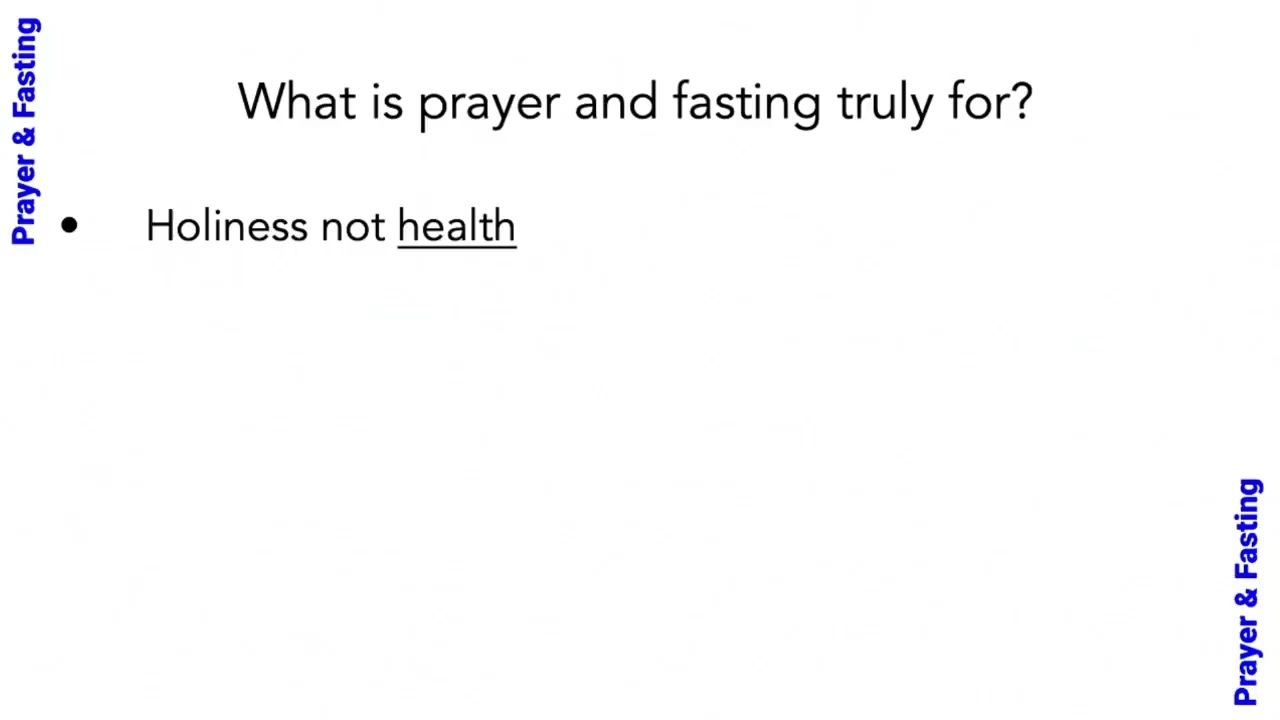 Prayer & Fasting
What is prayer and fasting truly for?
• Holiness not health
Prayer & Fasting